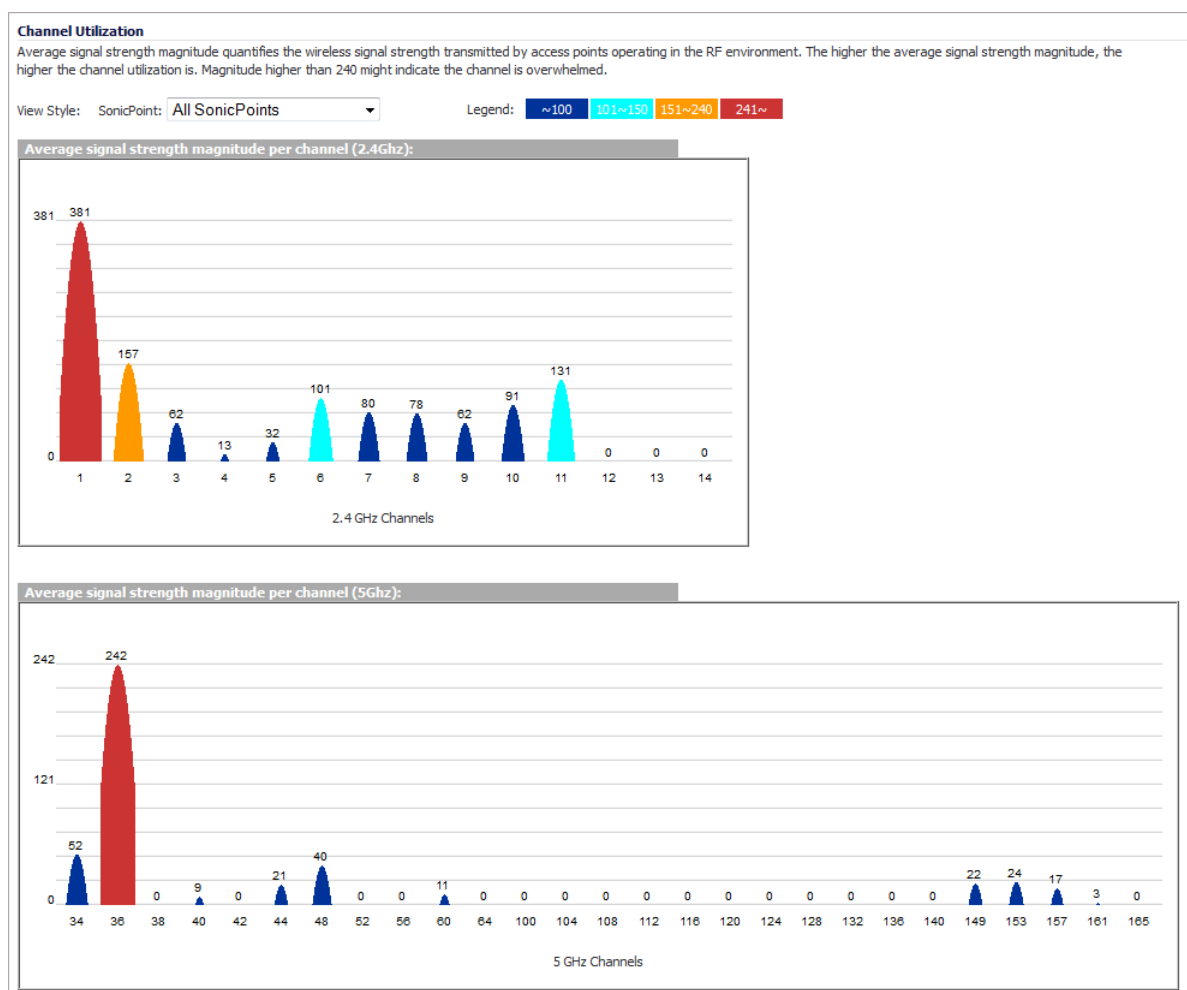 Channel Utilization
Average signal strength magnitude quantifies the wireless signal strength transmitted by access points operating in the RF environment. The higher the average signal strength magnitude, the
higher the channel utilization is. Magnitude higher than 240 might indicate the channel is overwhelmed.
View Style: SonicPoint: All SonicPoints Legend: ~100 101~150 151~240 241~
Average signal strength magnitude per channel (2.4Ghz):
381 381
157
131
101
91
80 78
62 62
32
13
0 0 0 0
1 2 3 4 5 6 7 8 9 10 11 12 13 14
2.4 GHz Channels
Average signal strength magnitude per channel (5Ghz):
242 242
121
52
40
21 22 24 17
9 11 3
0 0 0 0 0 0 0 0 0 0 0 0 0 0 0 0 0 0
34 36 38 40 42 44 48 52 56 60 64 100 104 108 112 116 120 124 128 132 136 140 149 153 157 161 165
5 GHz Channels